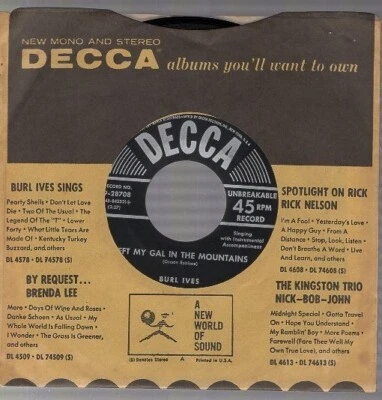 NEW MONO AND STEREO
DECCA albums you'll want to own
DECCA
RECORD NO.
9-28708
UNBREAKABLE
45 RPM
RECORD
Singing
with Instrumental
Accompaniment
EFT MY GAL IN THE MOUNTAINS
BURL IVES
BURL IVES SINGS
Pearly Shells • Don't Let Love
Die • Two of The Usual • The
Legend Of The "T" • Lower
Forty • What Little Tears Are
Made Of • Kentucky Turkey
Buzzard, and others
DL 4578 • DL 74578 (S)
BY REQUEST...
BRENDA LEE
More • Days Of Wine And Roses •
Danke Schoen • As Usual • My
Whole World Is Falling Down •
I Wonder • The Grass Is Greener,
and others
DL 4509 • DL 74509 (S)
SPOTLIGHT ON RICK
RICK NELSON
I'm A Fool • Yesterday's Love •
A Happy Guy • From A
Distance • Stop, Look, Listen •
Don't Breathe A Word • Live
And Learn, and others
DL 4608 • DL 74608 (S)
THE KINGSTON TRIO
NICK—BOB—JOHN
Midnight Special • Gotta Travel
On • Hope You Understand •
My Ramblin' Boy • More Poems •
Farewell (Fare Thee Well My
Own True Love), and others
DL 4613 • DL 74613 (S)
A
NEW
WORLD
OF
SOUND
(S) Denotes Stereo A Printed in U.S.A.